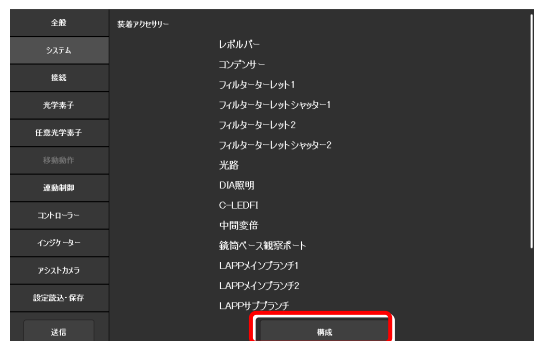 全般
システム
接続
光学素子
任意光学素子
移動動作
連動制御
コントローラー
インジケーター
アシストカメラ
設定読込・保存
送信
装着アクセサリー
レボルバー
コンデンサー
フィルターターレット1
フィルターターレットシャッター1
フィルターターレット2
フィルターターレットシャッター2
光路
DIA照明
C-LEDFI
中間変倍
鏡筒ベース観察ポート
LAPPメインブランチ1
LAPPメインブランチ2
LAPPサブブランチ
構成